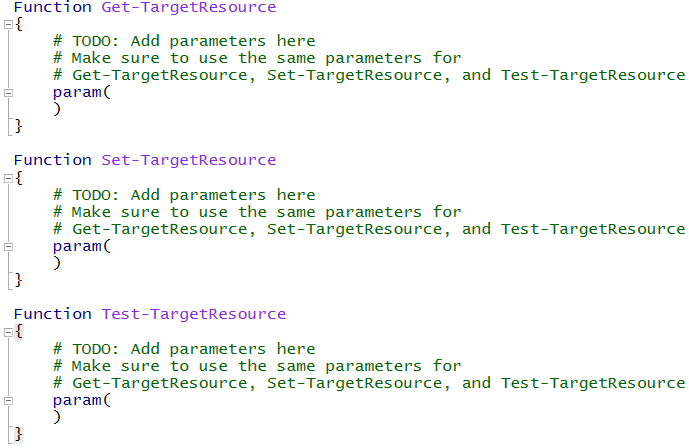 Function Get-TargetResource
{
    # TODO: Add parameters here
    # Make sure to use the same parameters for
    # Get-TargetResource, Set-TargetResource, and Test-TargetResource
    param(
    )
}
Function Set-TargetResource
{
    # TODO: Add parameters here
    # Make sure to use the same parameters for
    # Get-TargetResource, Set-TargetResource, and Test-TargetResource
    param(
    )
}
Function Test-TargetResource
{
    # TODO: Add parameters here
    # Make sure to use the same parameters for
    # Get-TargetResource, Set-TargetResource, and Test-TargetResource
    param(
    )
}